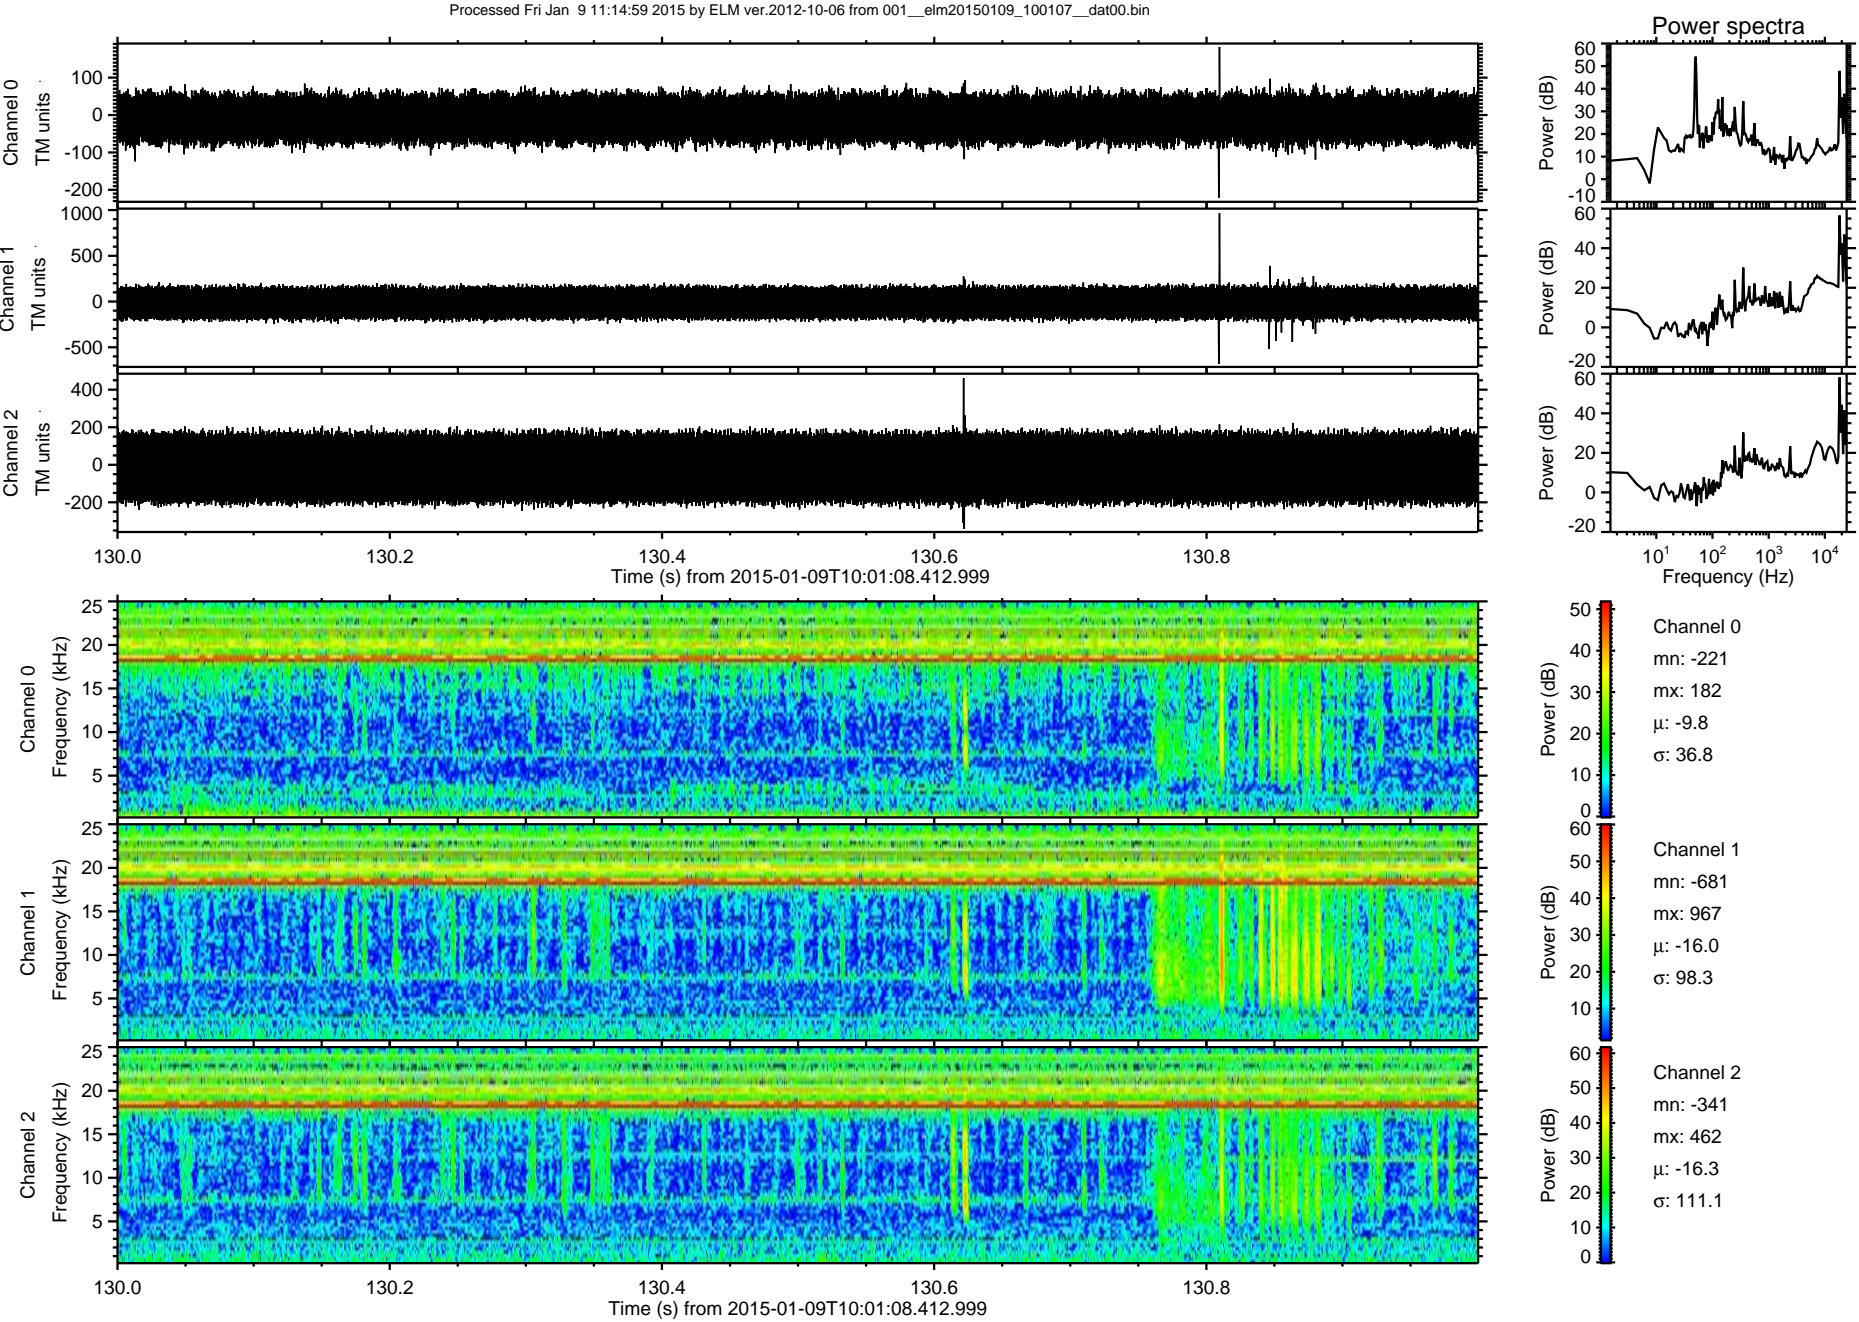 Processed Fri Jan  9 11:14:59 2015 by ELM ver.2012-10-06 from 001__elm20150109_100107__dat00.bin
Power spectra
Channel 0
TM units
100
0
-100
-200
Power (dB)
60
50
40
30
20
10
0
-10
Channel 1
TM units
1000
500
0
-500
Power (dB)
60
40
20
0
-20
Channel 2
TM units
400
200
0
-200
Power (dB)
60
40
20
0
-20
130.0 130.2 130.4 130.6 130.8
Time (s) from 2015-01-09T10:01:08.412.999
10^1 10^2 10^3 10^4
Frequency (Hz)
Channel 0
Frequency (kHz)
25
20
15
10
5
Power (dB)
50
40
30
20
10
0
Channel 0
mn: -221
mx: 182
μ: -9.8
σ: 36.8
Channel 1
Frequency (kHz)
25
20
15
10
5
Power (dB)
60
50
40
30
20
10
Channel 1
mn: -681
mx: 967
μ: -16.0
σ: 98.3
Channel 2
Frequency (kHz)
25
20
15
10
5
Power (dB)
60
50
40
30
20
10
0
Channel 2
mn: -341
mx: 462
μ: -16.3
σ: 111.1
130.0 130.2 130.4 130.6 130.8
Time (s) from 2015-01-09T10:01:08.412.999